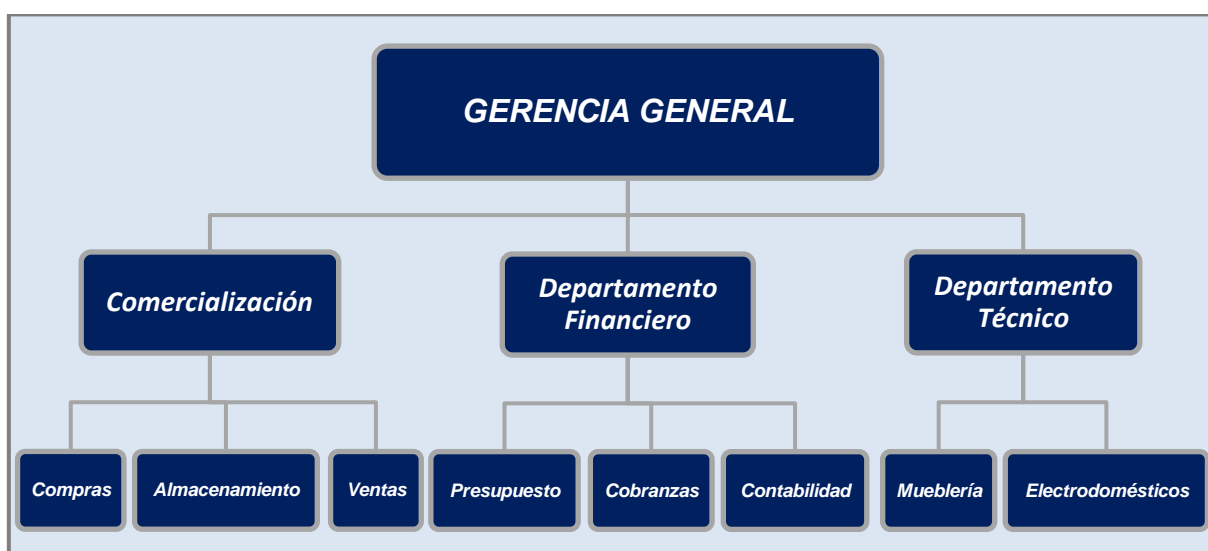 GERENCIA GENERAL
Comercialización
Departamento
Financiero
Departamento
Técnico
Compras
Almacenamiento
Ventas
Presupuesto
Cobranzas
Contabilidad
Mueblería
Electrodomésticos